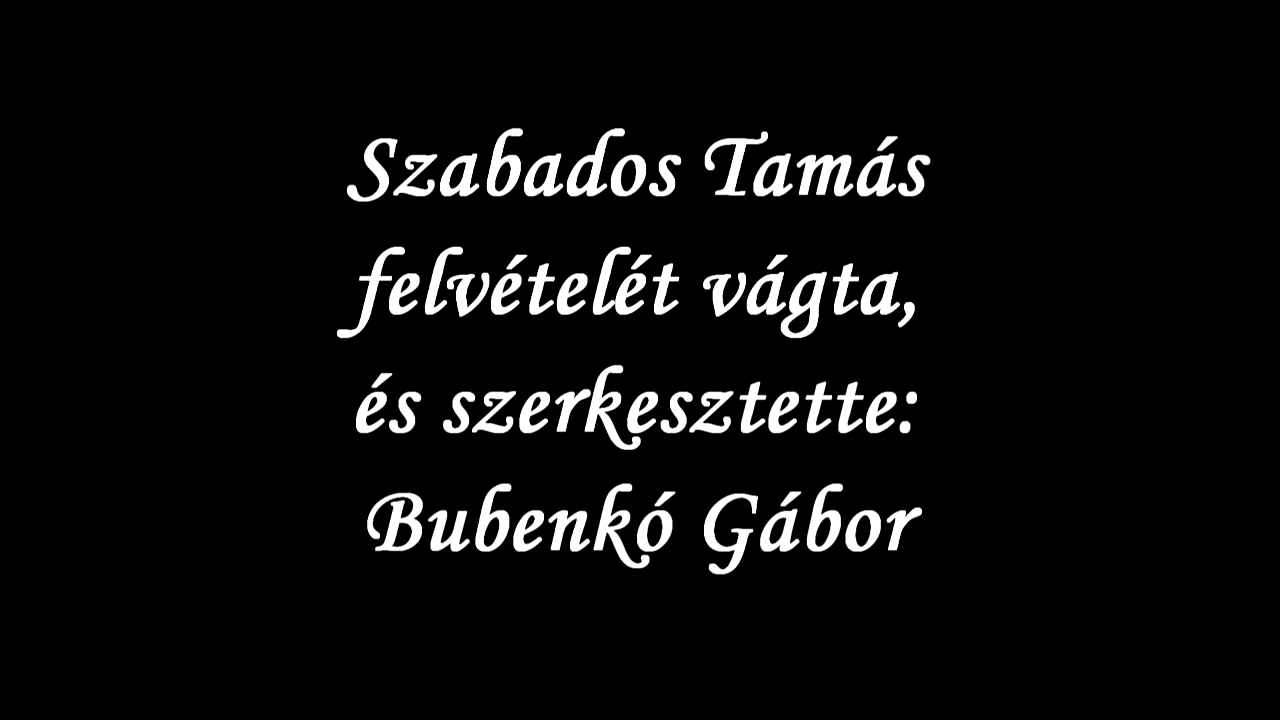 Szabados Tamás
felvételét vágta,
és szerkesztette:
Bubenkó Gábor